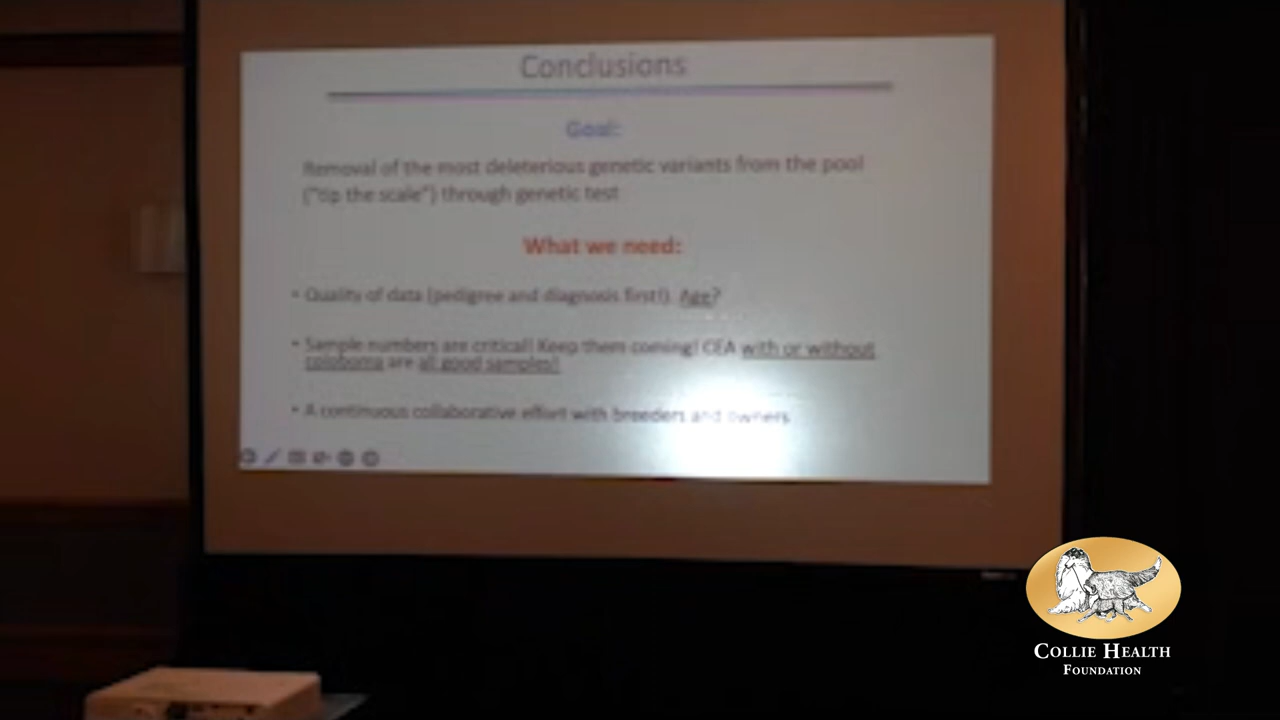 Conclusions
Goal:
Removal of the most deleterious genetic variants from the pool
("tip the scale") through genetic test
What we need:
• Quality of data (pedigree and diagnosis first!). Age?
• Sample numbers are critical! Keep them coming! CEA with or without
coloboma are all good samples!
• A continuous collaborative effort with breeders and owners
COLLIE HEALTH
FOUNDATION